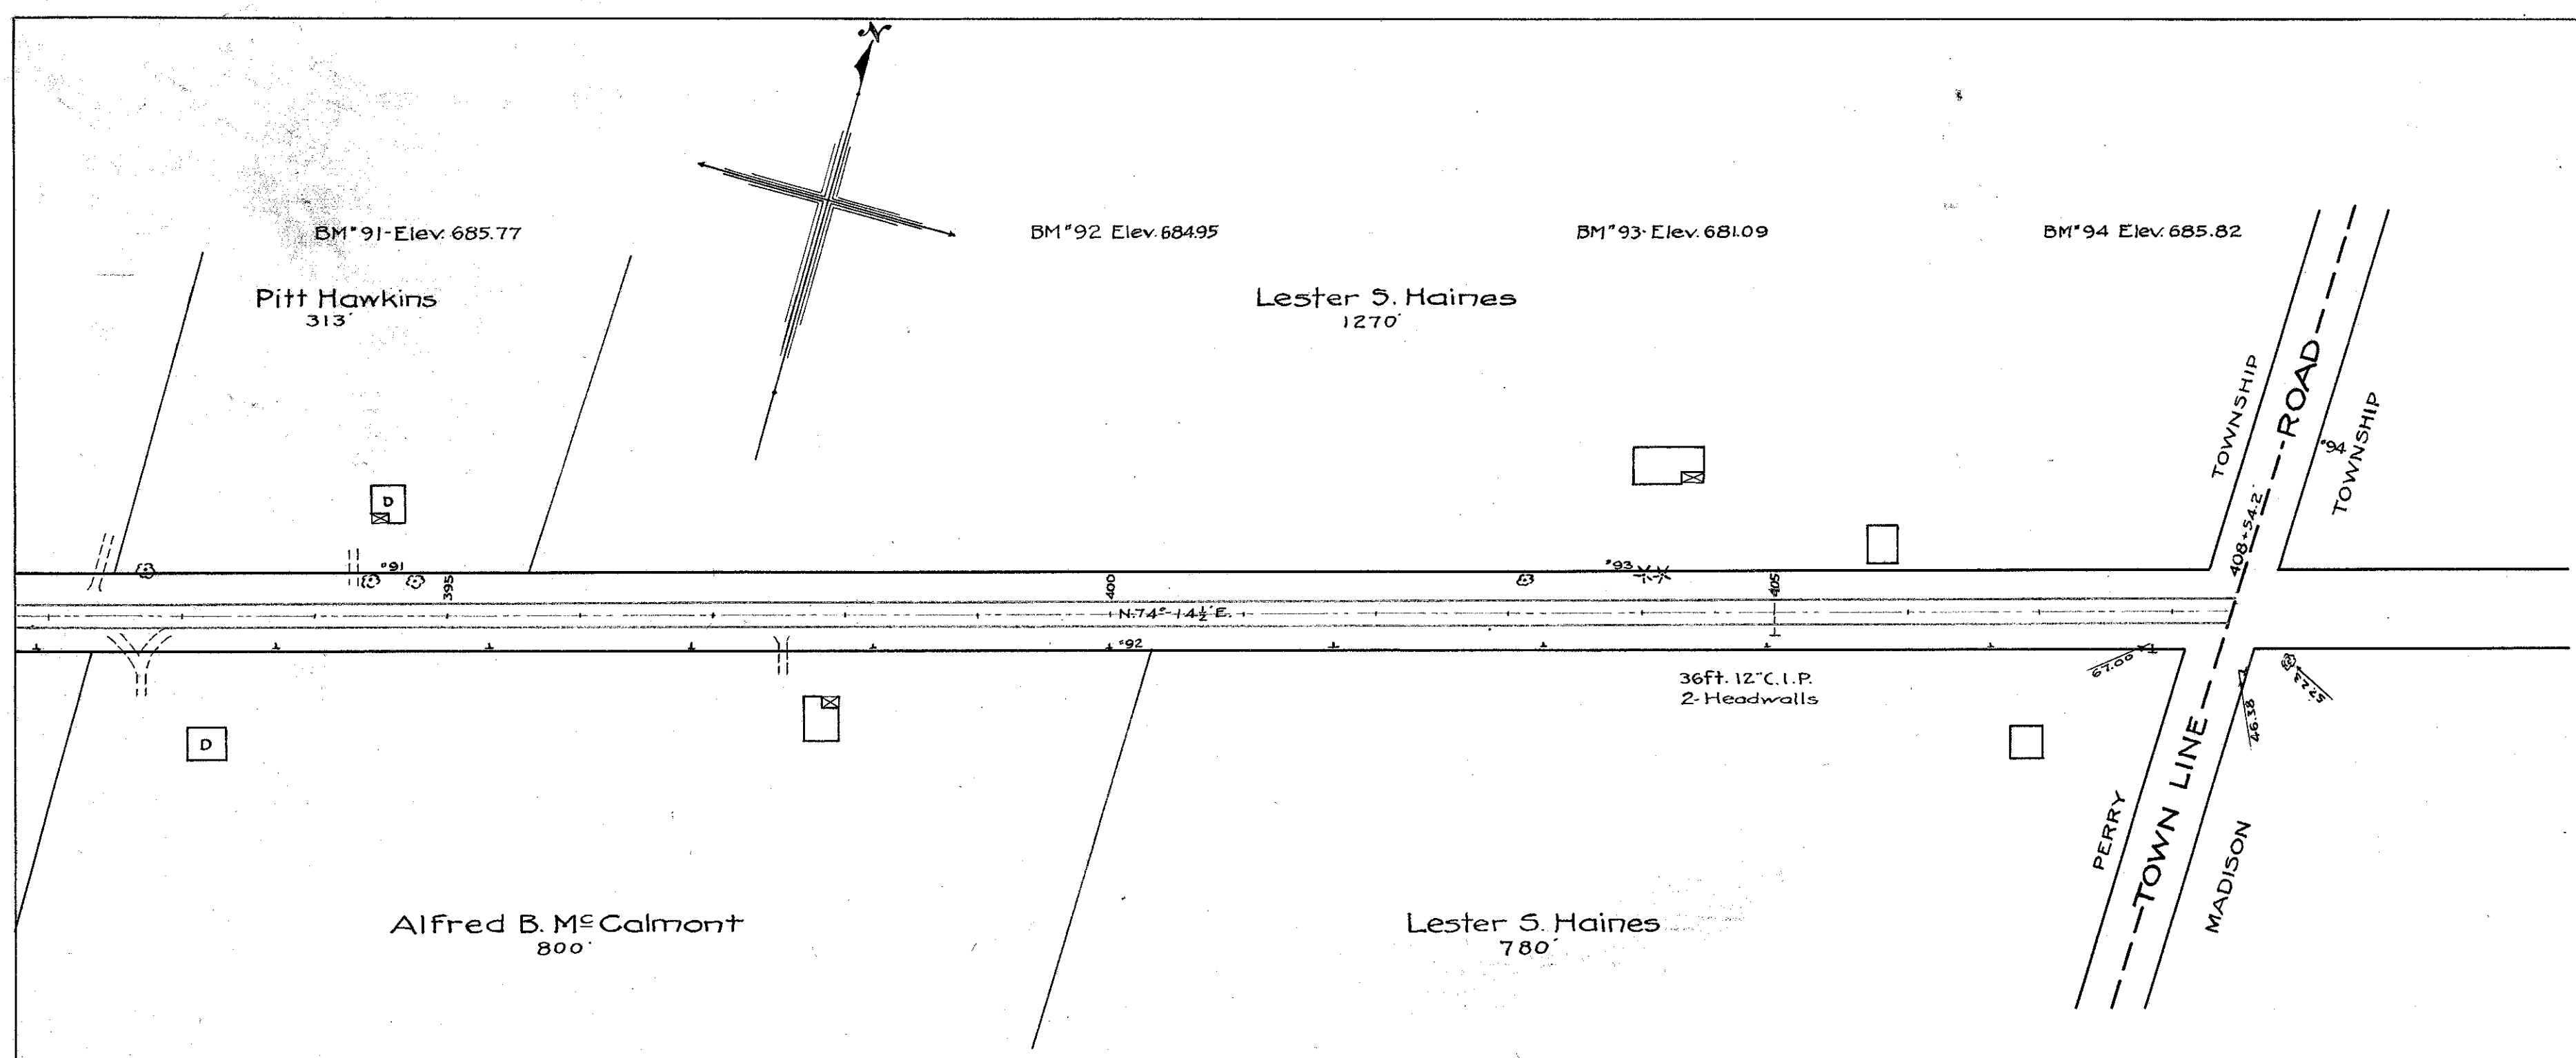 N
BM#91-Elev. 685.77
BM#92 Elev. 684.95
BM#93-Elev. 681.09
BM#94 Elev. 685.82
Pitt Hawkins
313'
Lester S. Haines
1270'
TOWNSHIP
ROAD
#94
TOWNSHIP
D
408+54.2'
#91
395
400
#93
405
N.74°-14½'E.
#92
67.00
57.23
46.38
36ft. 12"C.I.P.
2-Headwalls
D
PERRY
TOWN LINE
MADISON
Alfred B. McCalmont
800'
Lester S. Haines
780'